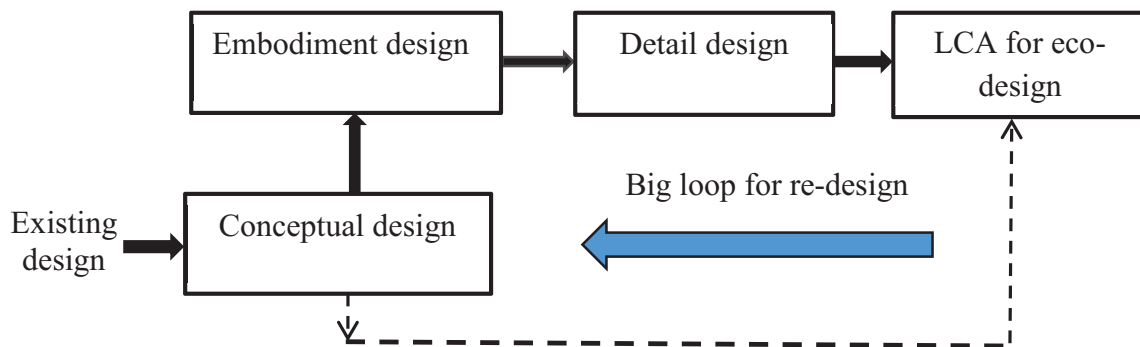 Embodiment design
Detail design
LCA for eco-
design
Big loop for re-design
Existing
design
Conceptual design